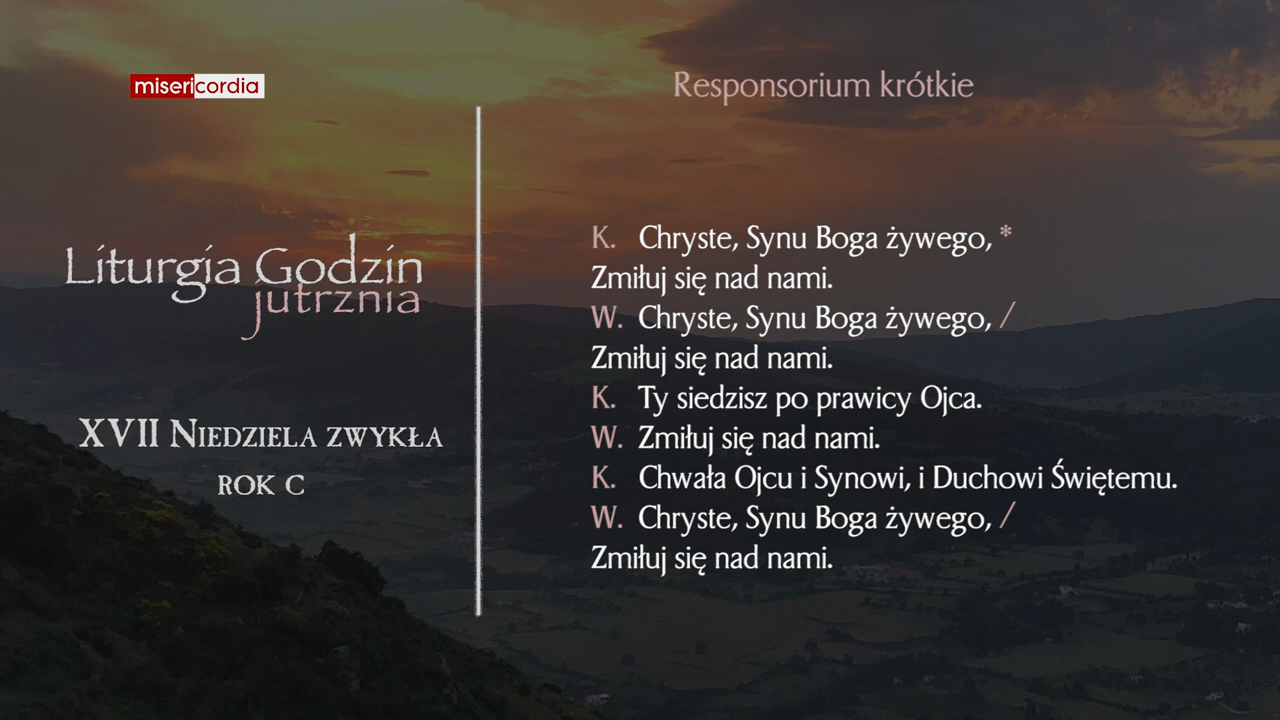 misericordia
Liturgia Godzin
jutrznia
XVII Niedziela zwykła
rok C
Responsorium krótkie
K. Chryste, Synu Boga żywego, *
Zmiłuj się nad nami.
W. Chryste, Synu Boga żywego, /
Zmiłuj się nad nami.
K. Ty siedzisz po prawicy Ojca.
W. Zmiłuj się nad nami.
K. Chwała Ojcu i Synowi, i Duchowi Świętemu.
W. Chryste, Synu Boga żywego, /
Zmiłuj się nad nami.